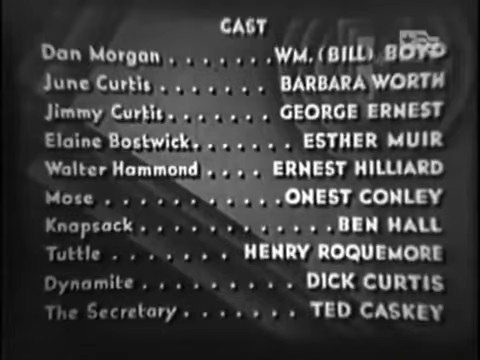 CAST
Dan Morgan . . . . . . . WM. (BILL) BOYD
June Curtis . . . . . . . BARBARA WORTH
Jimmy Curtis . . . . . . . GEORGE ERNEST
Elaine Bostwick . . . . . . . ESTHER MUIR
Walter Hammond . . . . ERNEST HILLIARD
Mose . . . . . . . . . . . . ONEST CONLEY
Knapsack . . . . . . . . . . . . BEN HALL
Tuttle . . . . . . . HENRY ROQUEMORE
Dynamite . . . . . . . . . . DICK CURTIS
The Secretary . . . . . . . TED CASKEY